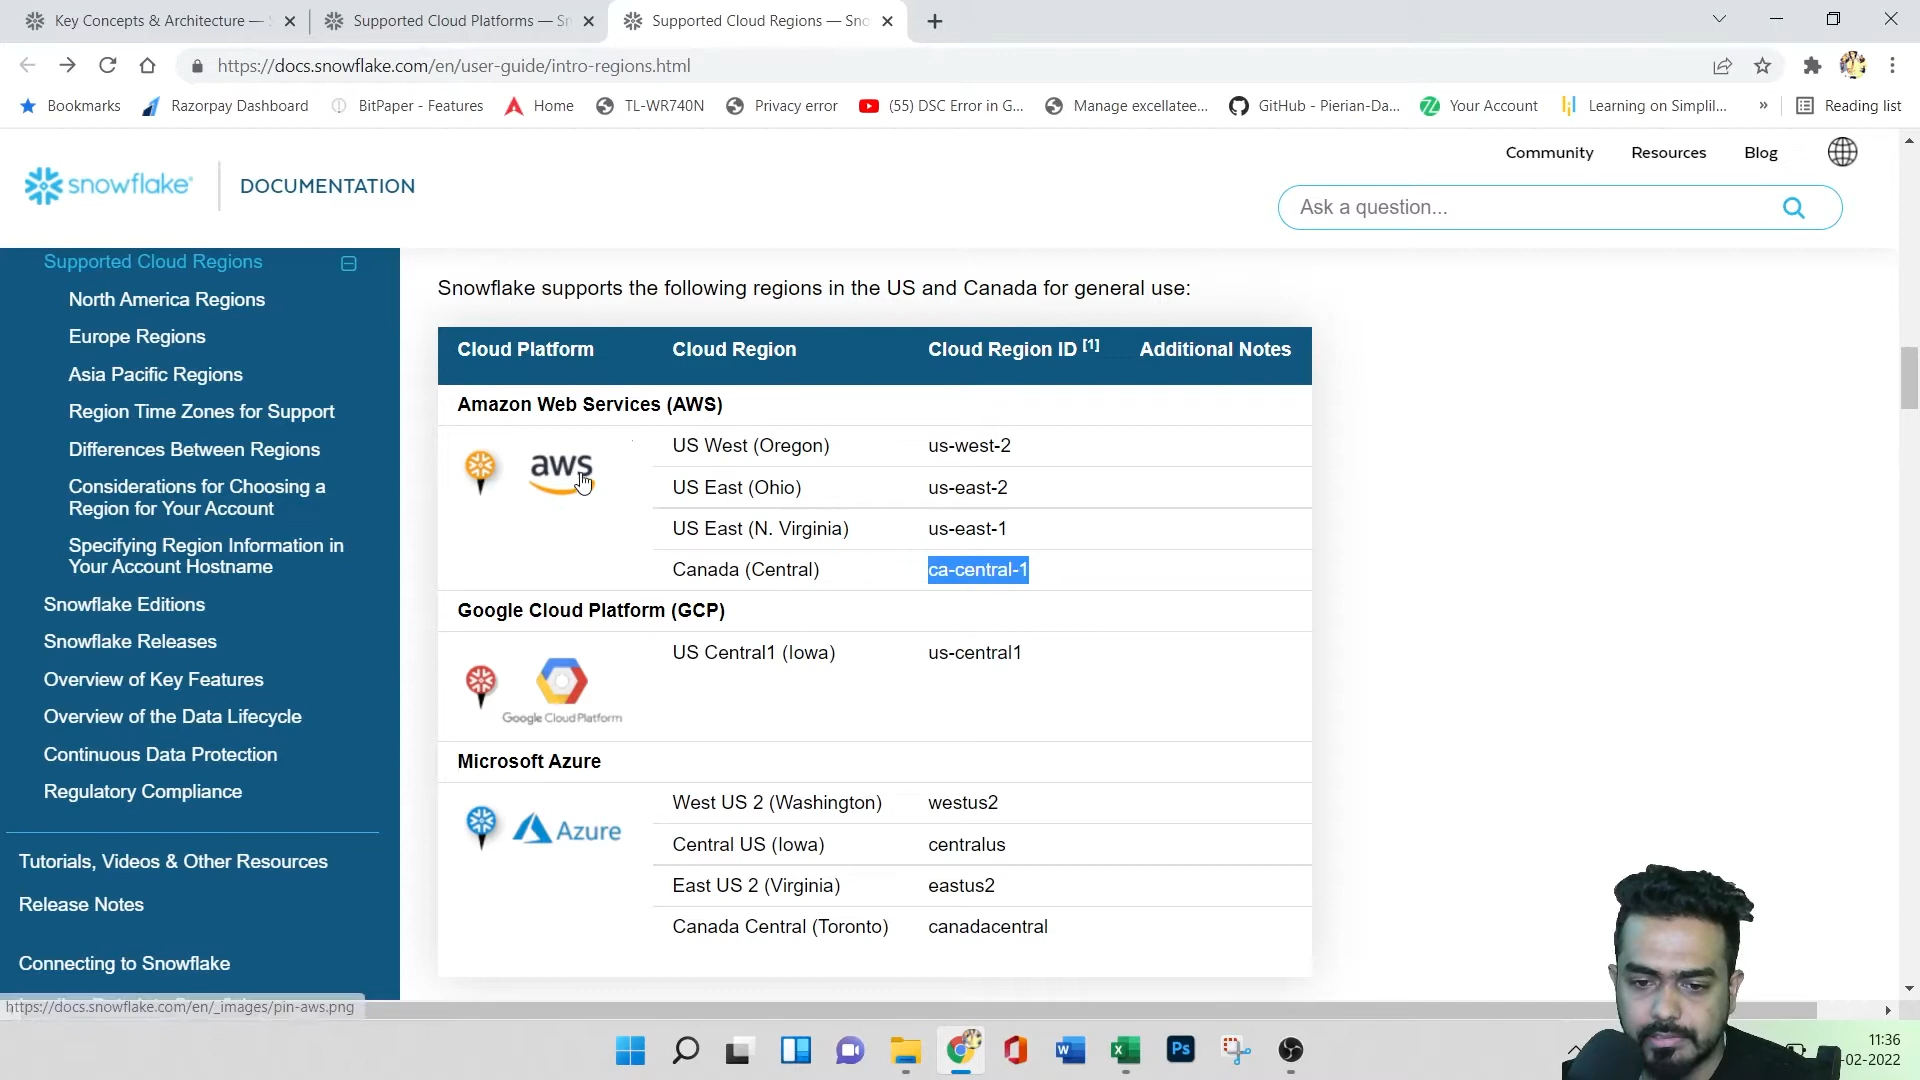 Key Concepts & Architecture —
Supported Cloud Platforms — Sn
Supported Cloud Regions — Sno
https://docs.snowflake.com/en/user-guide/intro-regions.html
Bookmarks
Razorpay Dashboard
BitPaper - Features
Home
TL-WR740N
Privacy error
(55) DSC Error in G...
Manage excellatee...
GitHub - Pierian-Da...
Your Account
Learning on Simplil...
»
Reading list
Community
Resources
Blog
snowflake
DOCUMENTATION
Ask a question...
Supported Cloud Regions
North America Regions
Europe Regions
Asia Pacific Regions
Region Time Zones for Support
Differences Between Regions
Considerations for Choosing a
Region for Your Account
Specifying Region Information in
Your Account Hostname
Snowflake Editions
Snowflake Releases
Overview of Key Features
Overview of the Data Lifecycle
Continuous Data Protection
Regulatory Compliance
Tutorials, Videos & Other Resources
Release Notes
Connecting to Snowflake
https://docs.snowflake.com/en/_images/pin-aws.png
Snowflake supports the following regions in the US and Canada for general use:
Cloud Platform Cloud Region Cloud Region ID [1] Additional Notes
Amazon Web Services (AWS)
aws
US West (Oregon) us-west-2
US East (Ohio) us-east-2
US East (N. Virginia) us-east-1
Canada (Central) ca-central-1
Google Cloud Platform (GCP)
US Central1 (Iowa) us-central1
Google Cloud Platform
Microsoft Azure
Azure
West US 2 (Washington) westus2
Central US (Iowa) centralus
East US 2 (Virginia) eastus2
Canada Central (Toronto) canadacentral
W
X
Ps
11:36
-02-2022